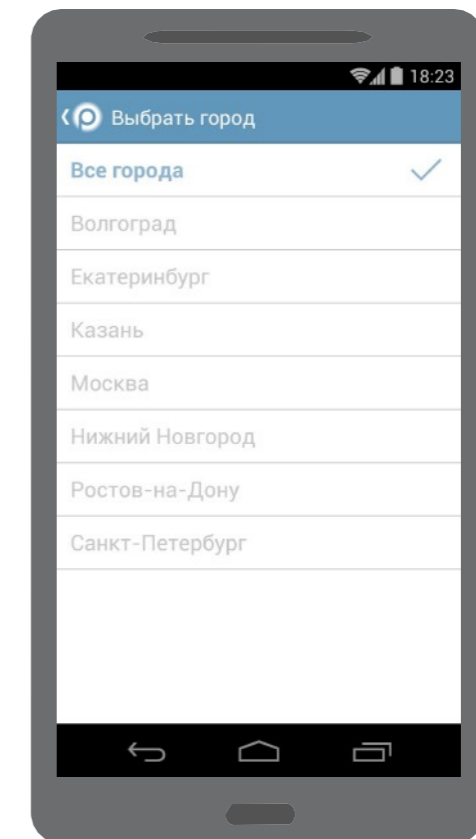 18:23
Выбрать город
Все города
Волгоград
Екатеринбург
Казань
Москва
Нижний Новгород
Ростов-на-Дону
Санкт-Петербург